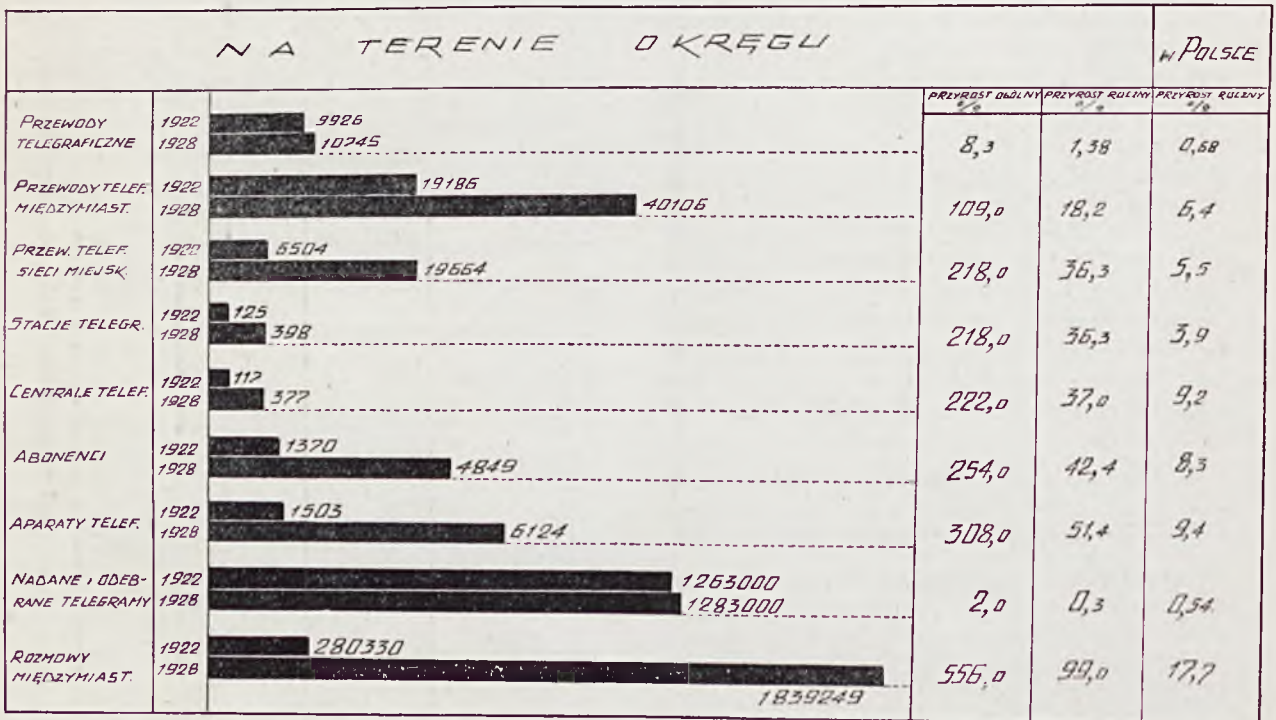 NA TERENIE OKRĘGU
w POLSCE
PRZYROST OGÓLNY % PRZYROST ROCZNY % PRZYROST ROCZNY %
PRZEWODY TELEGRAFICZNE
1922 9926
1928 10745
8,3 1,38 0,68
PRZEWODY TELEF. MIĘDZYMIAST.
1922 19186
1928 40106
109,0 18,2 6,4
PRZEW. TELEF. SIECI MIEJSK.
1922
1928 19664
218,0 36,3 5,5
STACJE TELEGR.
1922 125
1928 398
218,0 36,3 3,9
CENTRALE TELEF.
1922 117
1928 377
222,0 37,0 9,2
ABONENCI
1922 1370
1928 4849
254,0 42,4 8,3
APARATY TELEF.
1922 1503
1928 6124
308,0 51,4 9,4
NADANE I ODEB-
RANE TELEGRAMY
1922 1263000
1928 1283000
2,0 0,3 0,54
ROZMOWY MIĘDZYMIAST.
1922 280330
1928 1839249
556,0 99,0 17,7